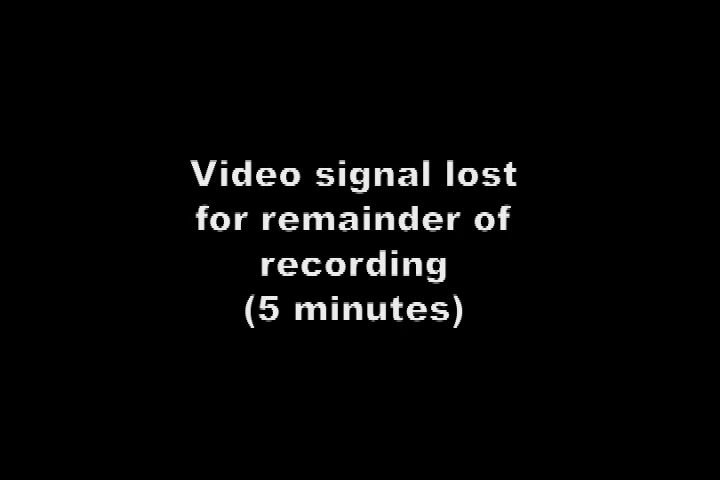 Video signal lost
for remainder of
recording
(5 minutes)